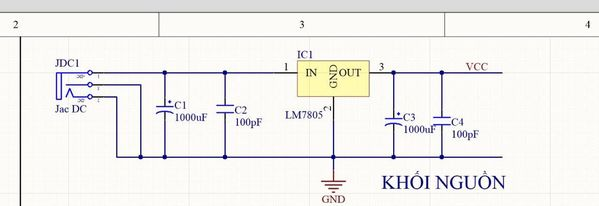 2
3
4
JDC1
Jac DC
C1
1000uF
C2
100pF
IC1
1
IN
GND
OUT
3
2
LM7805
VCC
C3
1000uF
C4
100pF
GND
KHỐI NGUỒN